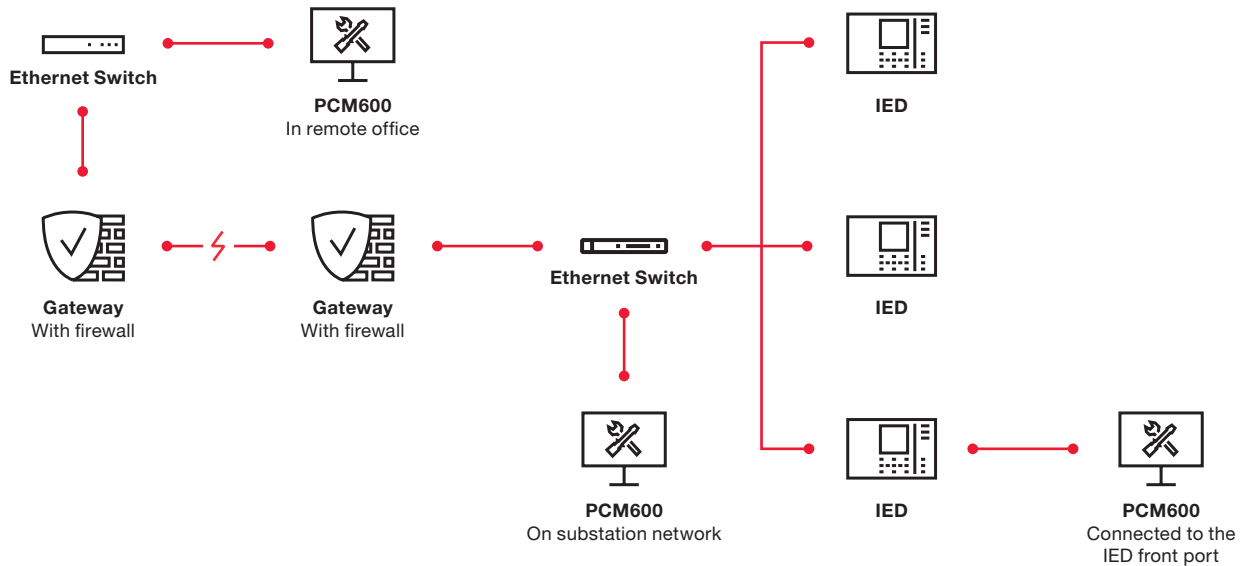 Ethernet Switch
PCM600
In remote office
IED
Gateway
With firewall
Gateway
With firewall
Ethernet Switch
IED
PCM600
On substation network
IED
PCM600
Connected to the
IED front port